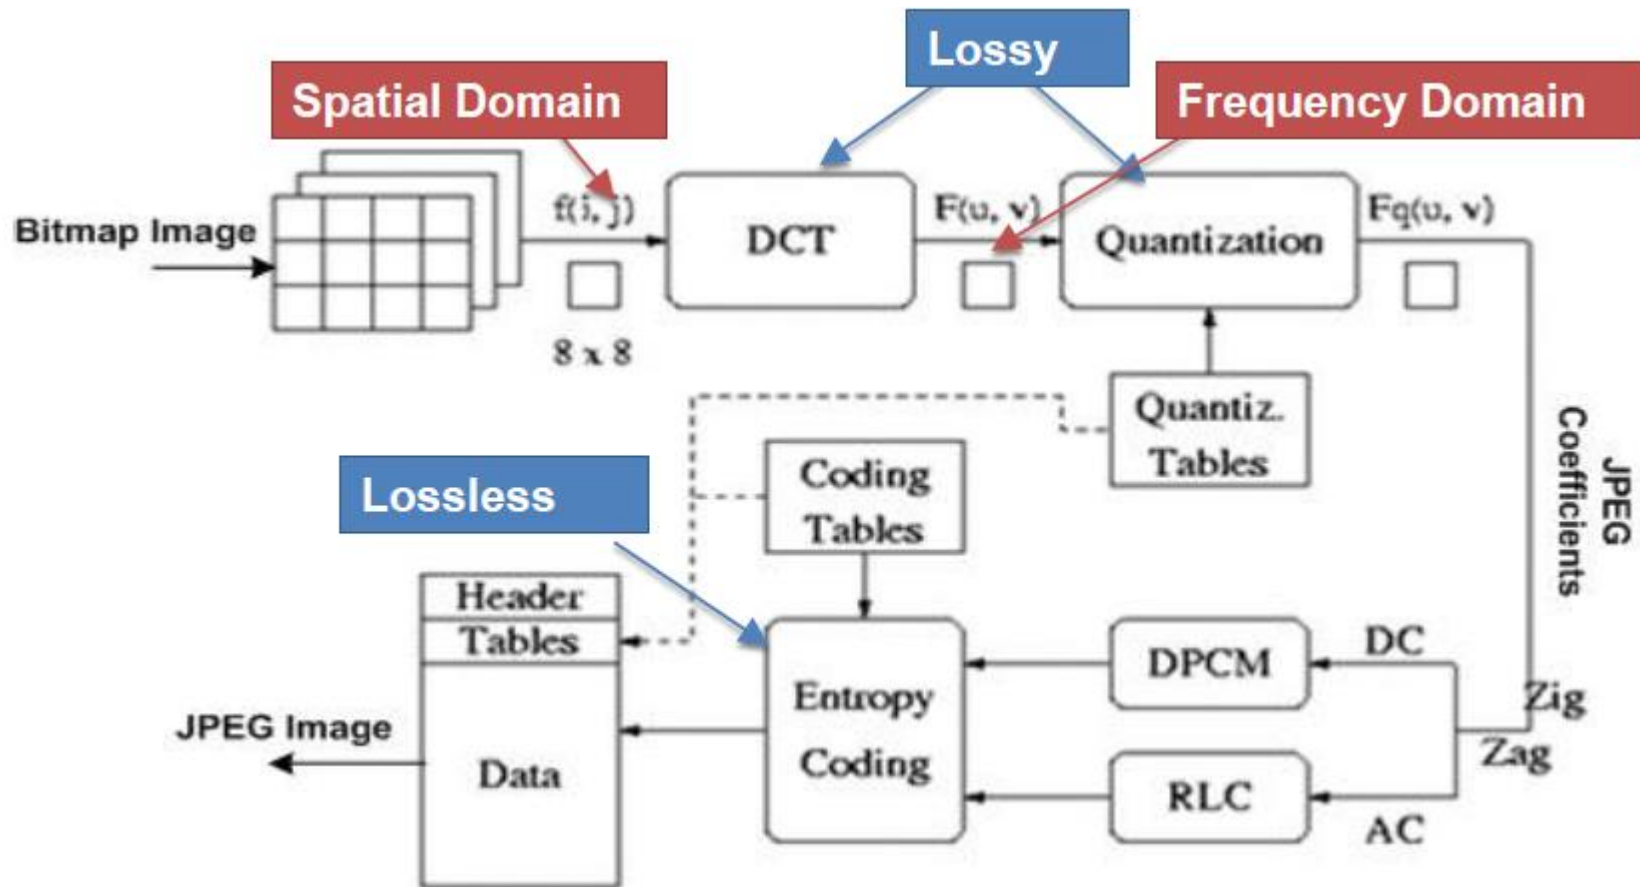 Lossy
Spatial Domain
Frequency Domain
Bitmap Image
f(i, j)
8 x 8
DCT
F(u, v)
Quantization
Fq(u, v)
Quantiz.
Tables
JPEG
Coefficients
Coding
Tables
Lossless
Header
Tables
Data
JPEG Image
Entropy
Coding
DPCM
RLC
DC
AC
Zig
Zag